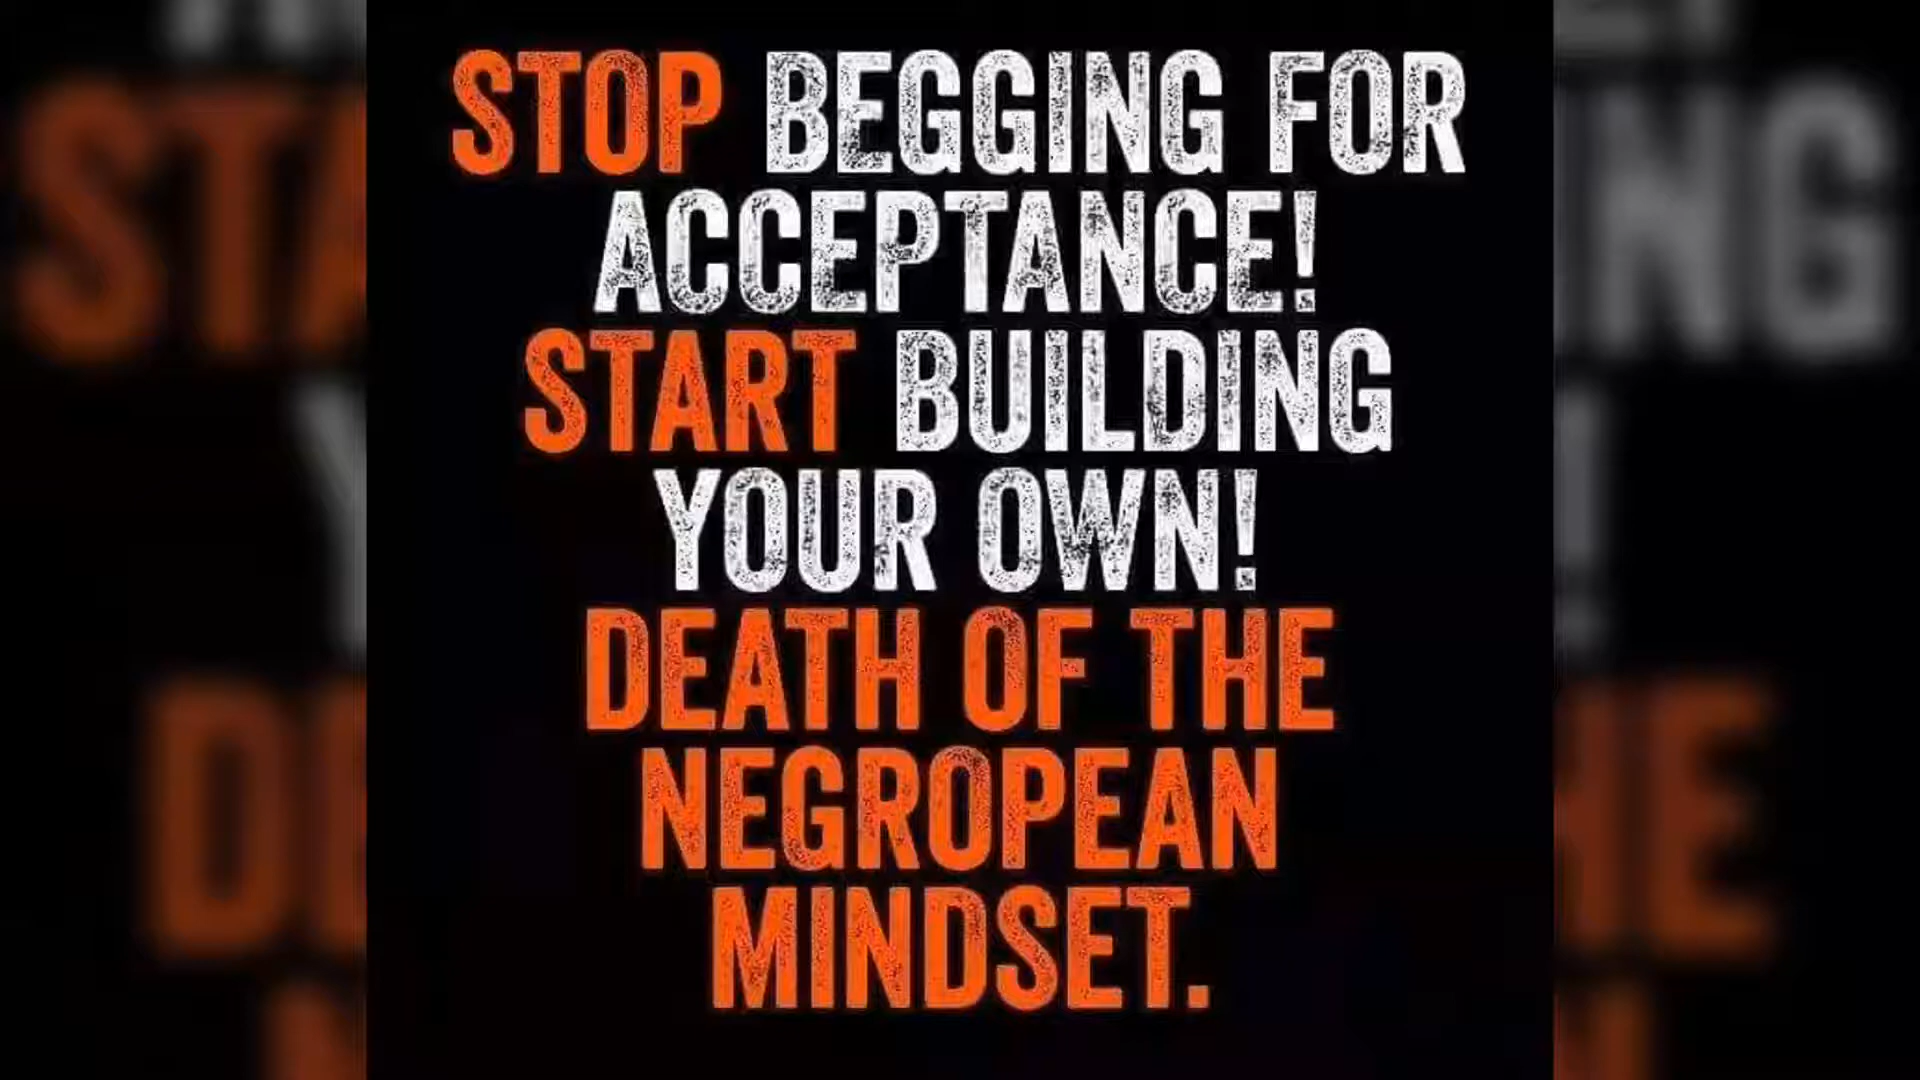 STOP BEGGING FOR
ACCEPTANCE!
START BUILDING
YOUR OWN!
DEATH OF THE
NEGROPEAN
MINDSET.